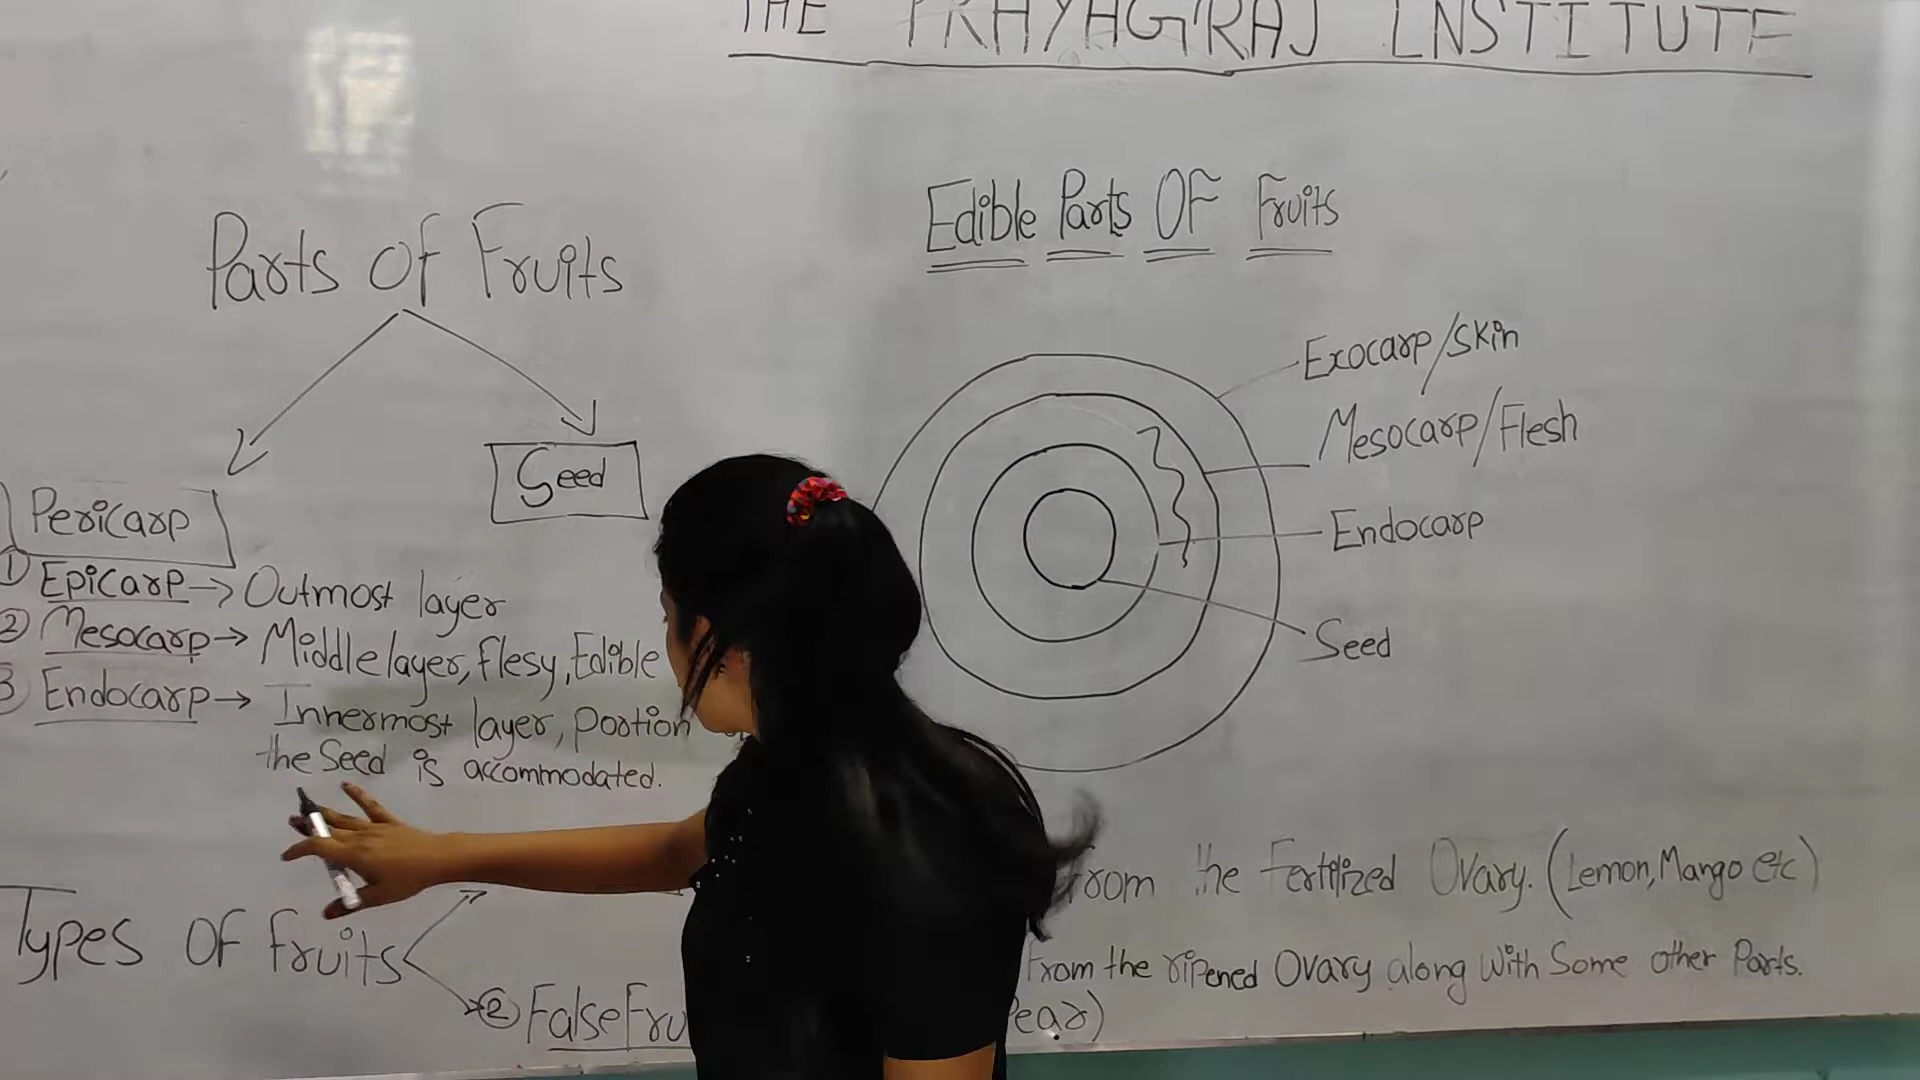 THE PRAYAGRAJ INSTITUTE
Parts Of Fruits
Pericarp
Seed
① Epicarp → Outmost layer
② Mesocarp → Middle layer, flesy, Edible
3 Endocarp → Innermost layer, Portion
the Seed is accommodated.
Edible Parts OF Fruits
Exocarp/Skin
Mesocarp/Flesh
Endocarp
Seed
Types OF fruits
from the Fertilized Ovary. (Lemon, Mango etc)
② False
from the ripened Ovary along with Some other Parts.